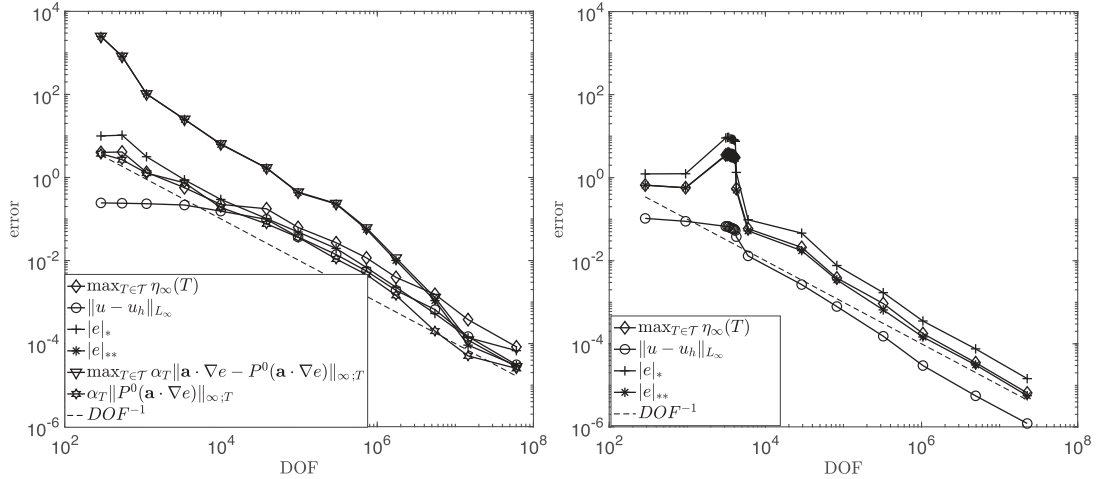 10^4
10^2
10^0
10^-2
10^-4
10^-6
error
max_{T∈𝒯} η_∞(T)
‖u − u_h‖_{L_∞}
|e|_*
|e|_{**}
max_{T∈𝒯} α_T‖a · ∇e − P^0(a · ∇e)‖_{∞;T}
α_T‖P^0(a · ∇e)‖_{∞;T}
DOF^{-1}
10^2
10^4
10^6
10^8
DOF
10^4
10^2
10^0
10^-2
10^-4
10^-6
error
max_{T∈𝒯} η_∞(T)
‖u − u_h‖_{L_∞}
|e|_*
|e|_{**}
DOF^{-1}
10^2
10^4
10^6
10^8
DOF